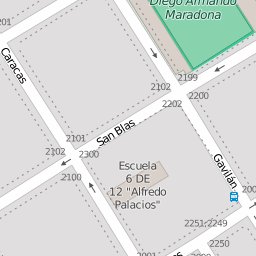 Diego Armando
Maradona
Caracas
2102
2199
2202
2200
San Blas
2101
2102
2300
Gavilán
Escuela
6 DE
12 "Alfredo
Palacios"
2100
2251;2249
2250
2001